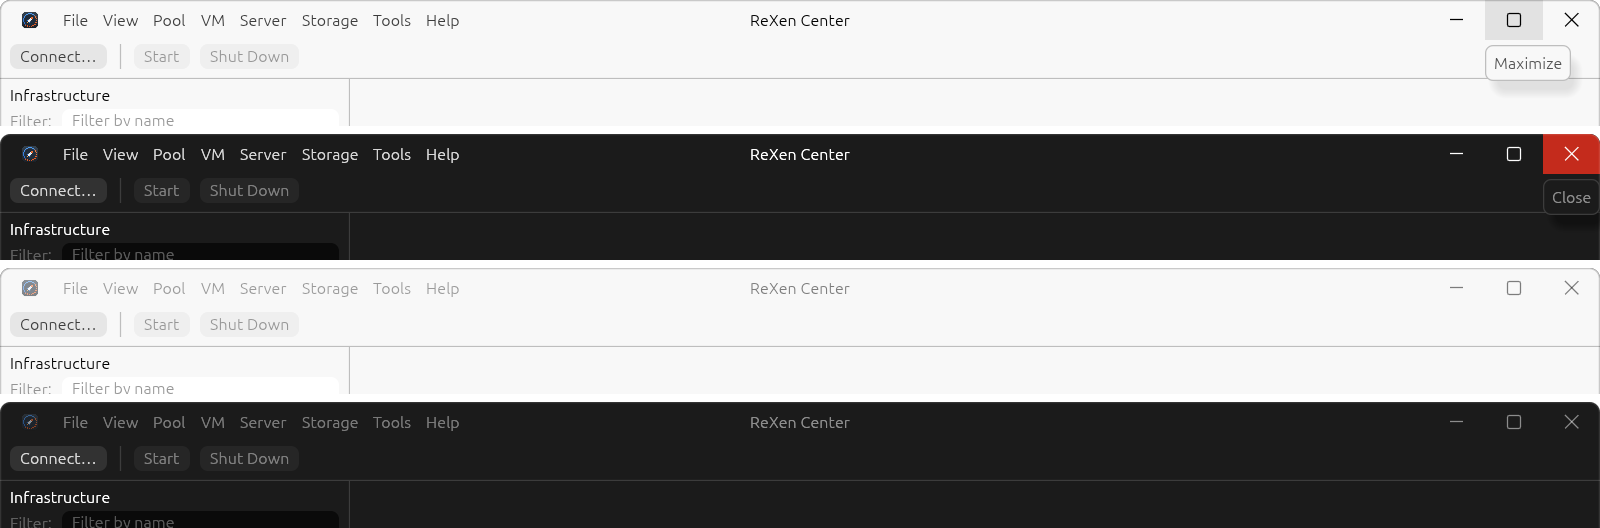 File View Pool VM Server Storage Tools Help ReXen Center
Connect... Start Shut Down
Maximize
Infrastructure
Filter: Filter by name
File View Pool VM Server Storage Tools Help ReXen Center
Connect... Start Shut Down
Close
Infrastructure
Filter: Filter by name
File View Pool VM Server Storage Tools Help ReXen Center
Connect... Start Shut Down
Infrastructure
Filter: Filter by name
File View Pool VM Server Storage Tools Help ReXen Center
Connect... Start Shut Down
Infrastructure
Filter: Filter by name